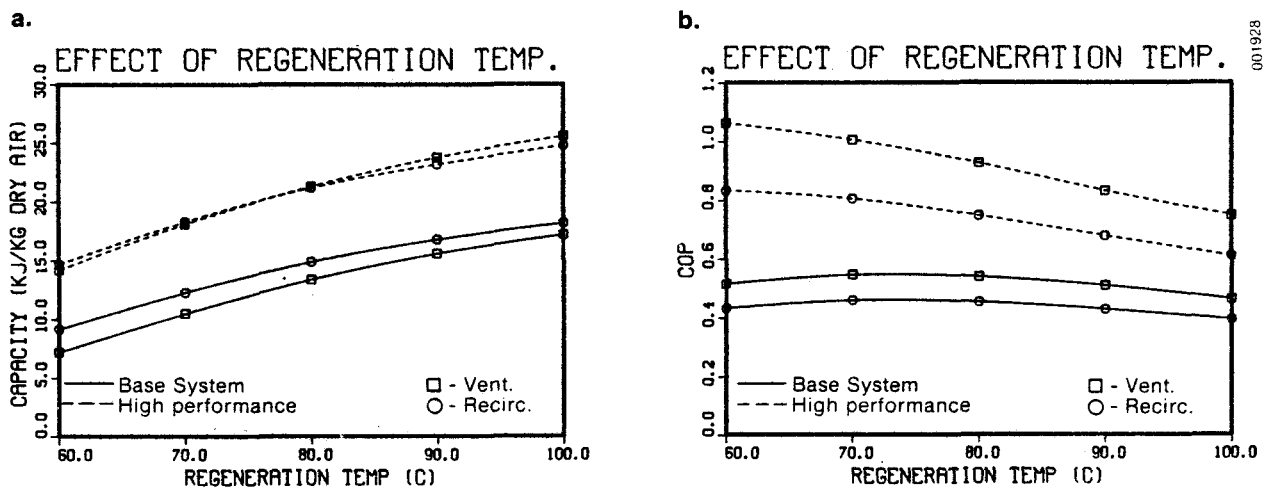 a.
EFFECT OF REGENERATION TEMP.
CAPACITY (KJ/KG DRY AIR)
30.0
25.0
20.0
15.0
10.0
5.0
0.0
Base System
High performance
- Vent.
- Recirc.
60.0 70.0 80.0 90.0 100.0
REGENERATION TEMP (C)
b.
EFFECT OF REGENERATION TEMP.
COP
1.2
1.0
0.8
0.6
0.4
0.2
0.0
Base System
High performance
- Vent.
- Recirc.
60.0 70.0 80.0 90.0 100.0
REGENERATION TEMP (C)
001928